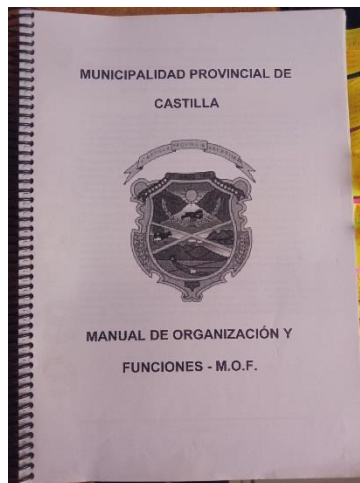 MUNICIPALIDAD PROVINCIAL DE
CASTILLA
MANUAL DE ORGANIZACIÓN Y
FUNCIONES - M.O.F.